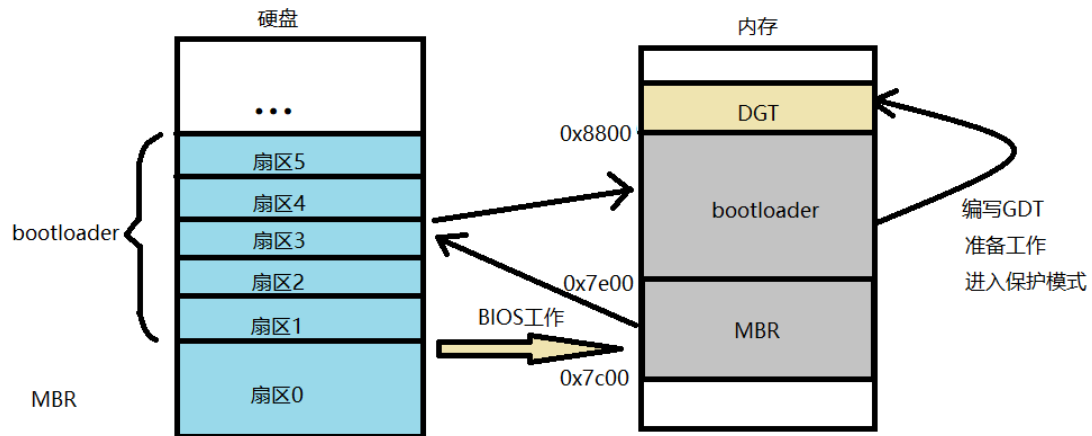 硬盘
内存
...
DGT
0x8800
扇区5
扇区4
bootloader
bootloader
编写GDT
扇区3
准备工作
扇区2
0x7e00
进入保护模式
扇区1
BIOS工作
MBR
0x7c00
扇区0
MBR